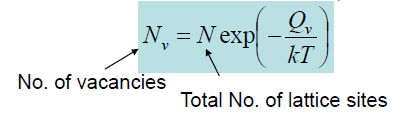 N_v = N exp(-Q_v/kT)
No. of vacancies
Total No. of lattice sites